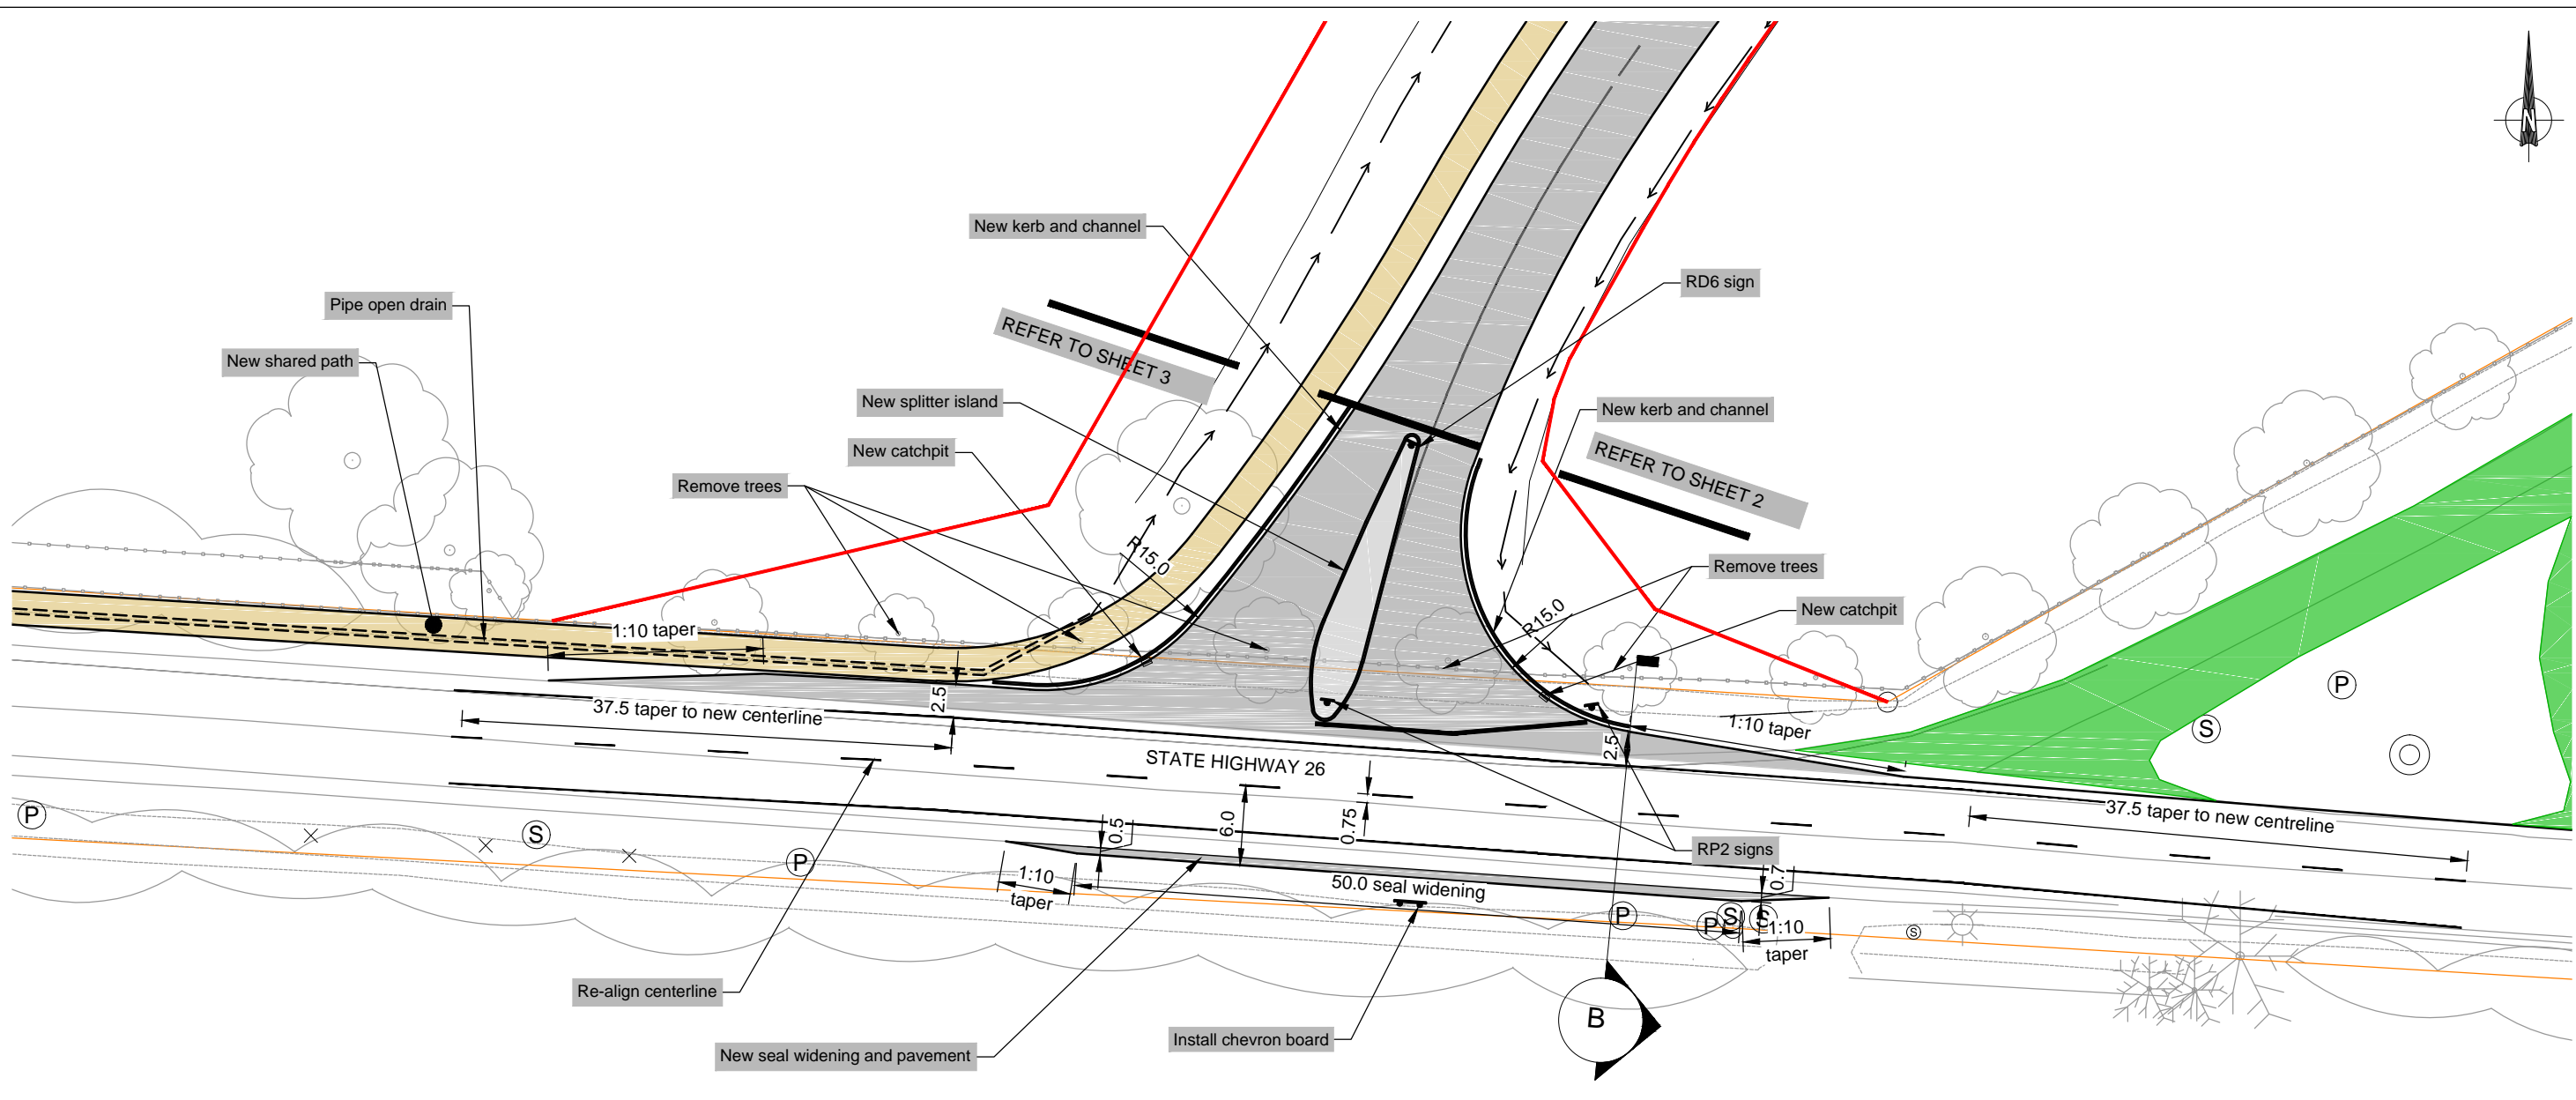 N
New kerb and channel
RD6 sign
Pipe open drain
REFER TO SHEET 3
New shared path
New splitter island
New kerb and channel
New catchpit
REFER TO SHEET 2
Remove trees
R15.0
Remove trees
New catchpit
R15.0
1:10 taper
P
2.5
37.5 taper to new centerline
1:10 taper
S
2.5
STATE HIGHWAY 26
P
S
P
0.5
6.0
0.75
37.5 taper to new centreline
RP2 signs
1:10
taper
50.0 seal widening
0.7
P
P
S
S
1:10
taper
S
Re-align centerline
B
New seal widening and pavement
Install chevron board